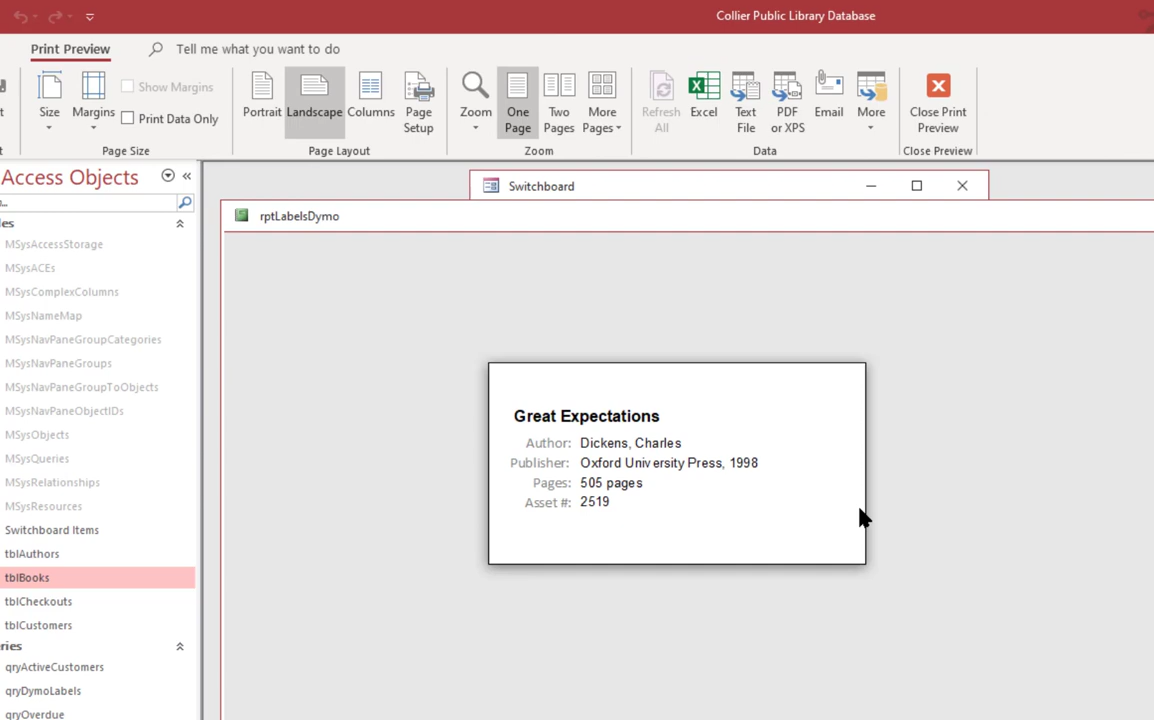 Collier Public Library Database
Print Preview
Tell me what you want to do
Size
Margins
Show Margins
Print Data Only
Page Size
Portrait
Landscape
Columns
Page Setup
Page Layout
Zoom
One Page
Two Pages
More Pages
Zoom
Refresh All
Excel
Text File
PDF or XPS
Email
More
Data
Close Print Preview
Close Preview
Access Objects
MSysAccessStorage
MSysACEs
MSysComplexColumns
MSysNameMap
MSysNavPaneGroupCategories
MSysNavPaneGroups
MSysNavPaneGroupToObjects
MSysNavPaneObjectIDs
MSysObjects
MSysQueries
MSysRelationships
MSysResources
Switchboard Items
tblAuthors
tblBooks
tblCheckouts
tblCustomers
ries
qryActiveCustomers
qryDymoLabels
qryOverdue
Switchboard
rptLabelsDymo
Great Expectations
Author: Dickens, Charles
Publisher: Oxford University Press, 1998
Pages: 505 pages
Asset #: 2519